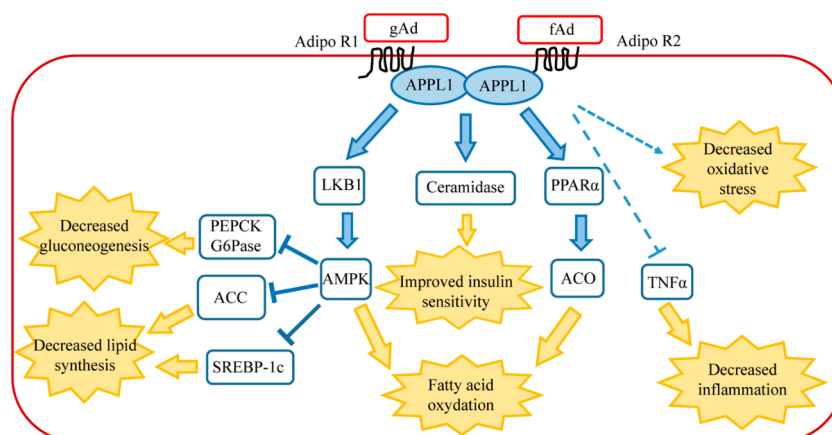 gAd
fAd
Adipo R1
Adipo R2
APPL1
APPL1
LKB1
Ceramidase
PPARα
Decreased
oxidative
stress
Decreased
gluconeogenesis
PEPCK
G6Pase
AMPK
Improved insulin
sensitivity
ACO
TNFα
ACC
Decreased lipid
synthesis
SREBP-1c
Fatty acid
oxydation
Decreased
inflammation